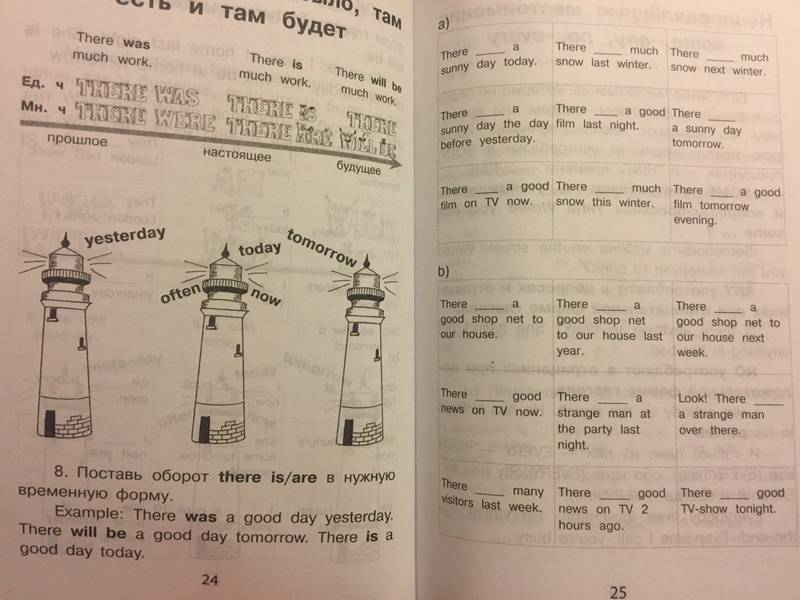 есть и там будет
There was
much work.
There is
much work.
There will be
much work.
Ед. ч THERE WAS THERE IS THERE
Мн. ч THERE WERE THERE ARE WILL BE
прошлое
настоящее
будущее
yesterday
today
often
now
tomorrow
8. Поставь оборот there is/are в нужную
временную форму.
Example: There was a good day yesterday.
There will be a good day tomorrow. There is a
good day today.
24
a)
There ____ a
sunny day today.
There ____ much
snow last winter.
There ____ much
snow next winter.
There ____ a
sunny day the day
before yesterday.
There ____ a good
film last night.
There ____
a sunny day
tomorrow.
There ____ a good
film on TV now.
There ____ much
snow this winter.
There ____ a good
film tomorrow
evening.
b)
There ____ a
good shop net to
our house.
There ____ a
good shop net
to our house last
year.
There ____ a
good shop net to
our house next
week.
There ____ good
news on TV now.
There ____ a
strange man at
the party last
night.
Look! There ____
a strange man
over there.
There ____ many
visitors last week.
There ____ good
news on TV 2
hours ago.
There ____ good
TV-show tonight.
25